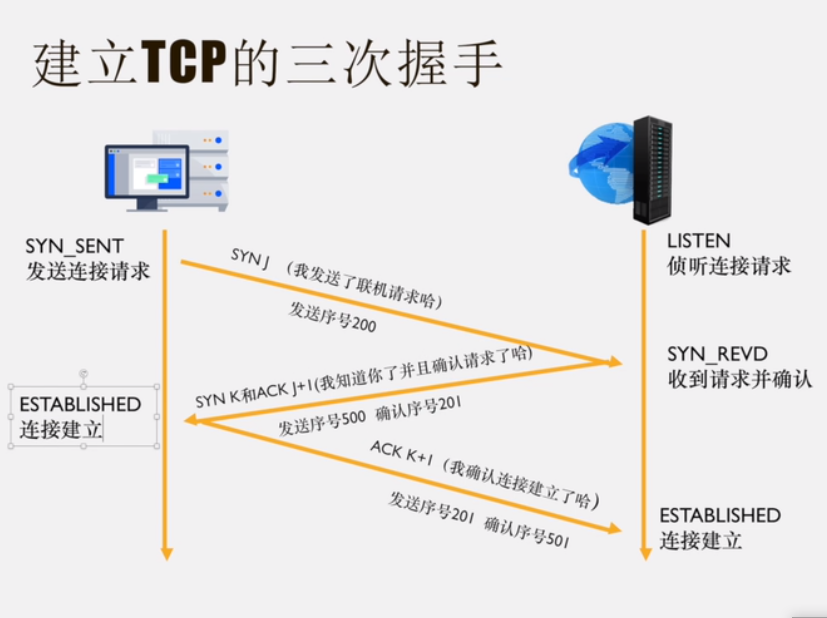 建立TCP的三次握手
SYN_SENT
发送连接请求
LISTEN
侦听连接请求
SYN J （我发送了联机请求哈）
发送序号200
SYN_REVD
收到请求并确认
SYN K和ACK J+1(我知道你了并且确认请求了哈)
发送序号500 确认序号201
ESTABLISHED
连接建立
ACK K+1（我确认连接建立了哈）
发送序号201 确认序号501
ESTABLISHED
连接建立